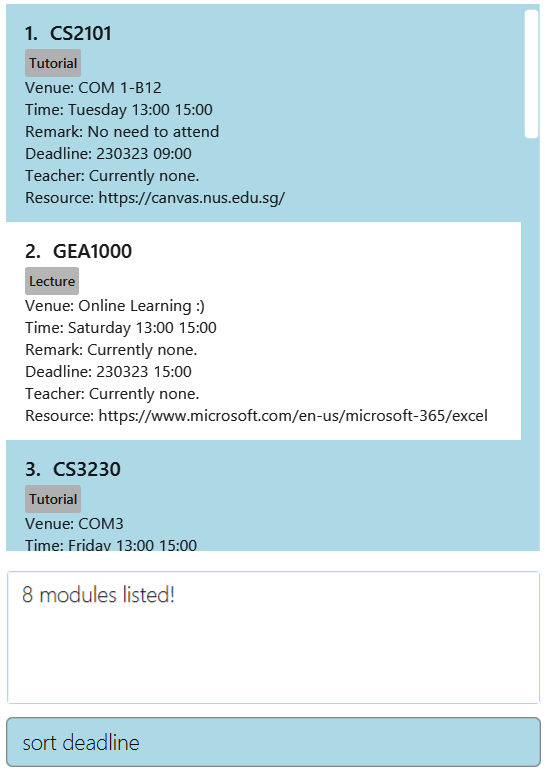 1. CS2101
Tutorial
Venue: COM 1-B12
Time: Tuesday 13:00 15:00
Remark: No need to attend
Deadline: 230323 09:00
Teacher: Currently none.
Resource: https://canvas.nus.edu.sg/
2. GEA1000
Lecture
Venue: Online Learning :)
Time: Saturday 13:00 15:00
Remark: Currently none.
Deadline: 230323 15:00
Teacher: Currently none.
Resource: https://www.microsoft.com/en-us/microsoft-365/excel
3. CS3230
Tutorial
Venue: COM3
Time: Friday 13:00 15:00
8 modules listed!
sort deadline